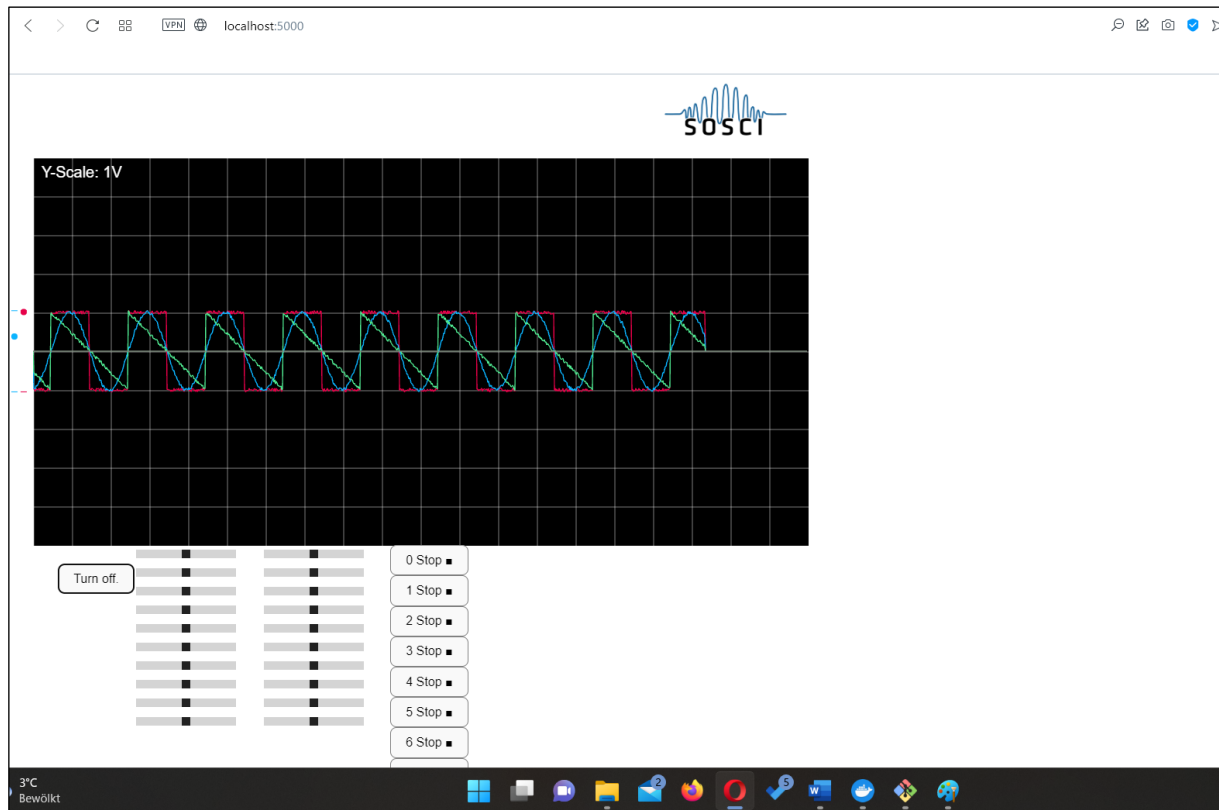 VPN
localhost:5000
SOSCI
Y-Scale: 1V
Turn off.
0 Stop ■
1 Stop ■
2 Stop ■
3 Stop ■
4 Stop ■
5 Stop ■
6 Stop ■
3°C
Bewölkt
2
5
W